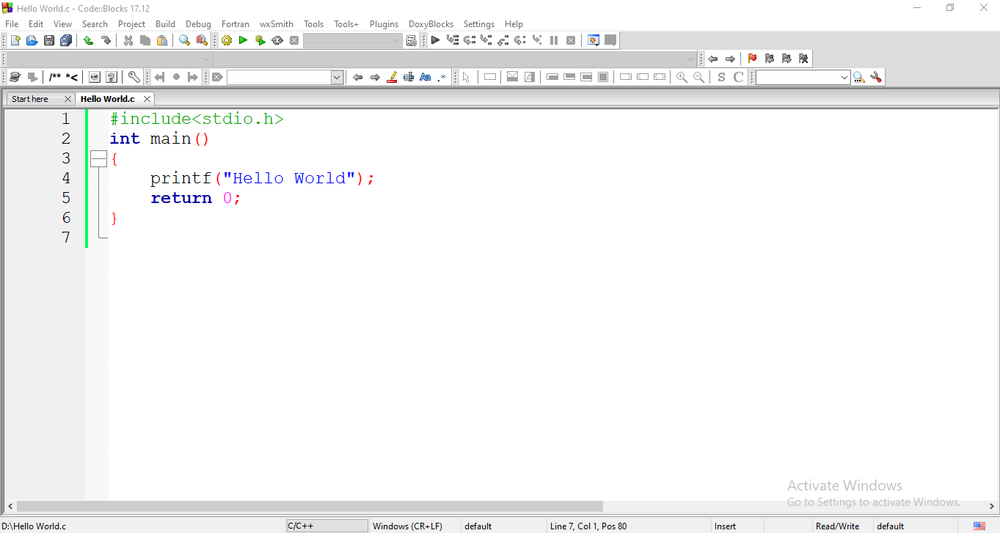 Hello World.c - Code::Blocks 17.12
File Edit View Search Project Build Debug Fortran wxSmith Tools Tools+ Plugins DoxyBlocks Settings Help
/** *<
Aa .*
S C
Start here Hello World.c
1 #include<stdio.h>
2 int main()
3 {
4 printf("Hello World");
5 return 0;
6 }
7
Activate Windows
Go to Settings to activate Windows.
D:\Hello World.c C/C++ Windows (CR+LF) default Line 7, Col 1, Pos 80 Insert Read/Write default